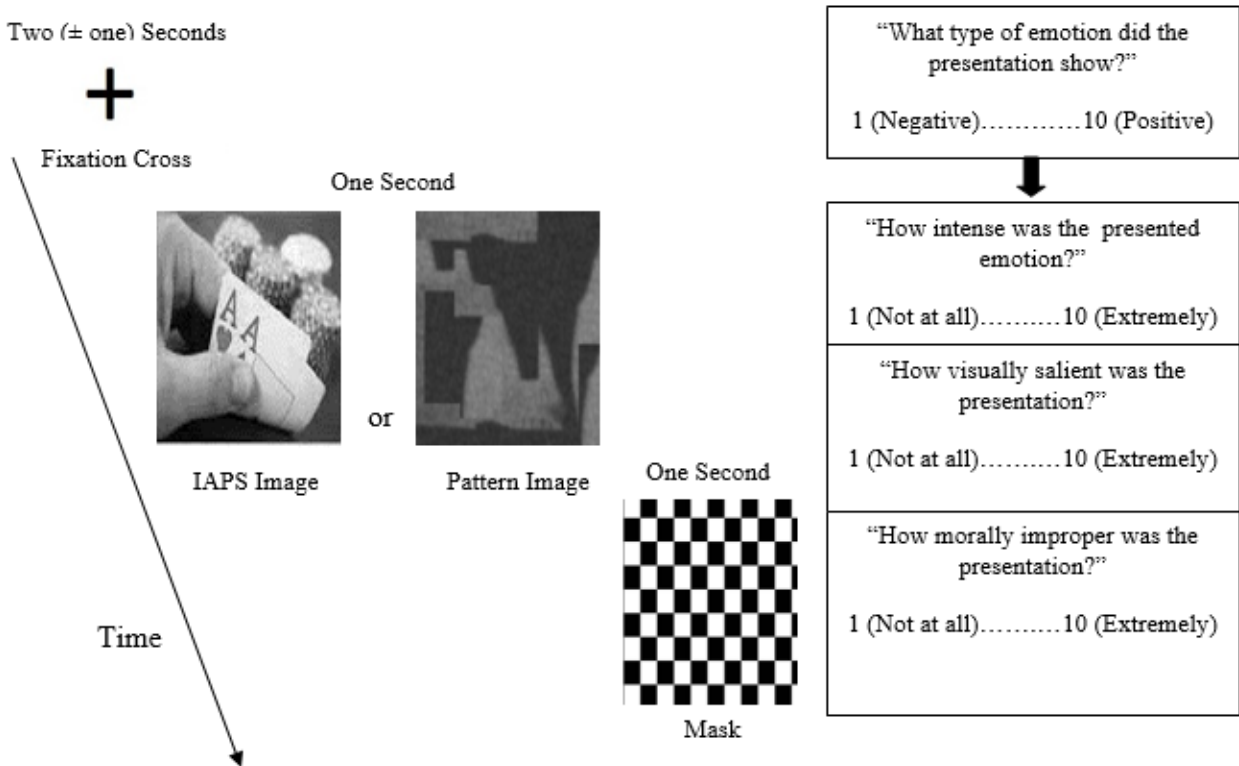 Two (± one) Seconds
Fixation Cross
One Second
A
A
IAPS Image
or
Pattern Image
One Second
Mask
Time
“What type of emotion did the
presentation show?”
1 (Negative)…………10 (Positive)
“How intense was the presented
emotion?”
1 (Not at all)……….10 (Extremely)
“How visually salient was the
presentation?”
1 (Not at all)……….10 (Extremely)
“How morally improper was the
presentation?”
1 (Not at all)……….10 (Extremely)